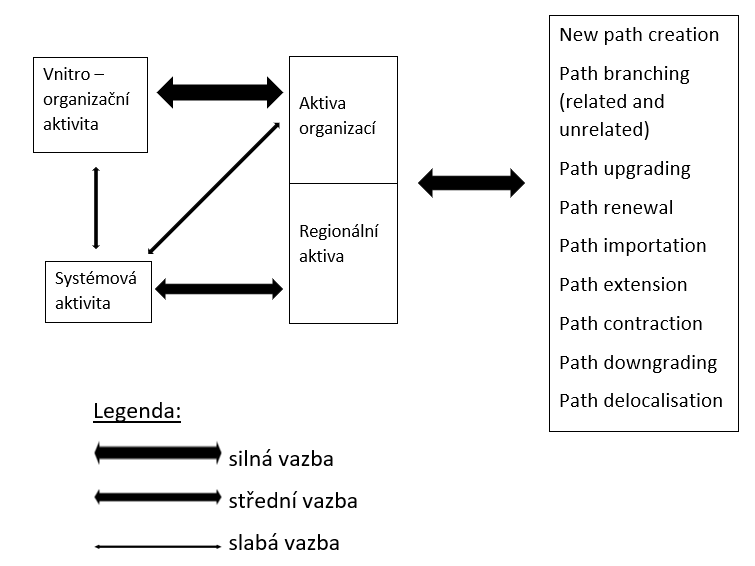 Vnitro –
organizační
aktivita
Aktiva
organizací
Regionální
aktiva
Systémová
aktivita
New path creation
Path branching
(related and
unrelated)
Path upgrading
Path renewal
Path importation
Path extension
Path contraction
Path downgrading
Path delocalisation
Legenda:
silná vazba
střední vazba
slabá vazba